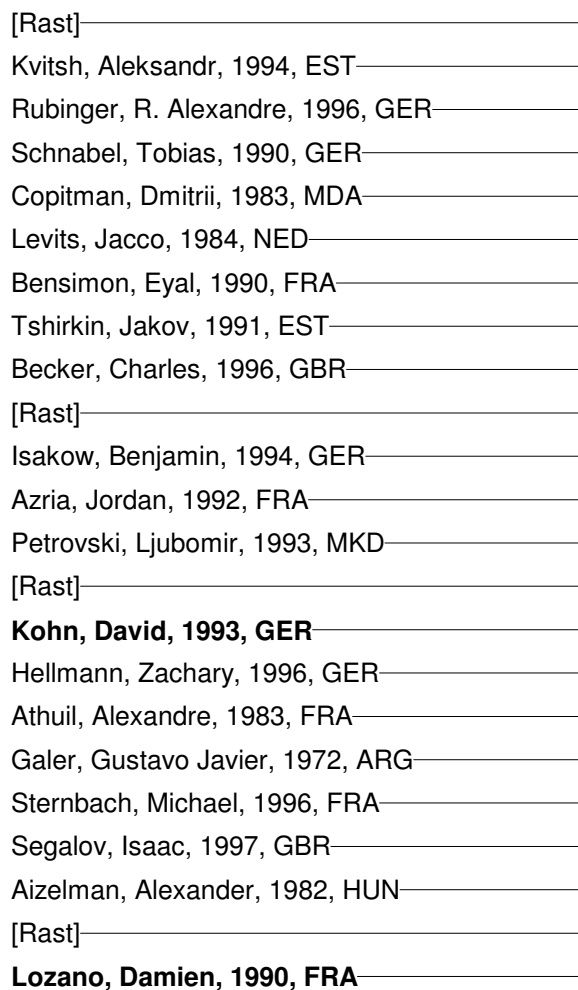 [Rast]
Kvitsh, Aleksandr, 1994, EST
Rubinger, R. Alexandre, 1996, GER
Schnabel, Tobias, 1990, GER
Copitman, Dmitrii, 1983, MDA
Levits, Jacco, 1984, NED
Bensimon, Eyal, 1990, FRA
Tshirkin, Jakov, 1991, EST
Becker, Charles, 1996, GBR
[Rast]
Isakow, Benjamin, 1994, GER
Azria, Jordan, 1992, FRA
Petrovski, Ljubomir, 1993, MKD
[Rast]
Kohn, David, 1993, GER
Hellmann, Zachary, 1996, GER
Athuil, Alexandre, 1983, FRA
Galer, Gustavo Javier, 1972, ARG
Sternbach, Michael, 1996, FRA
Segalov, Isaac, 1997, GBR
Aizelman, Alexander, 1982, HUN
[Rast]
Lozano, Damien, 1990, FRA